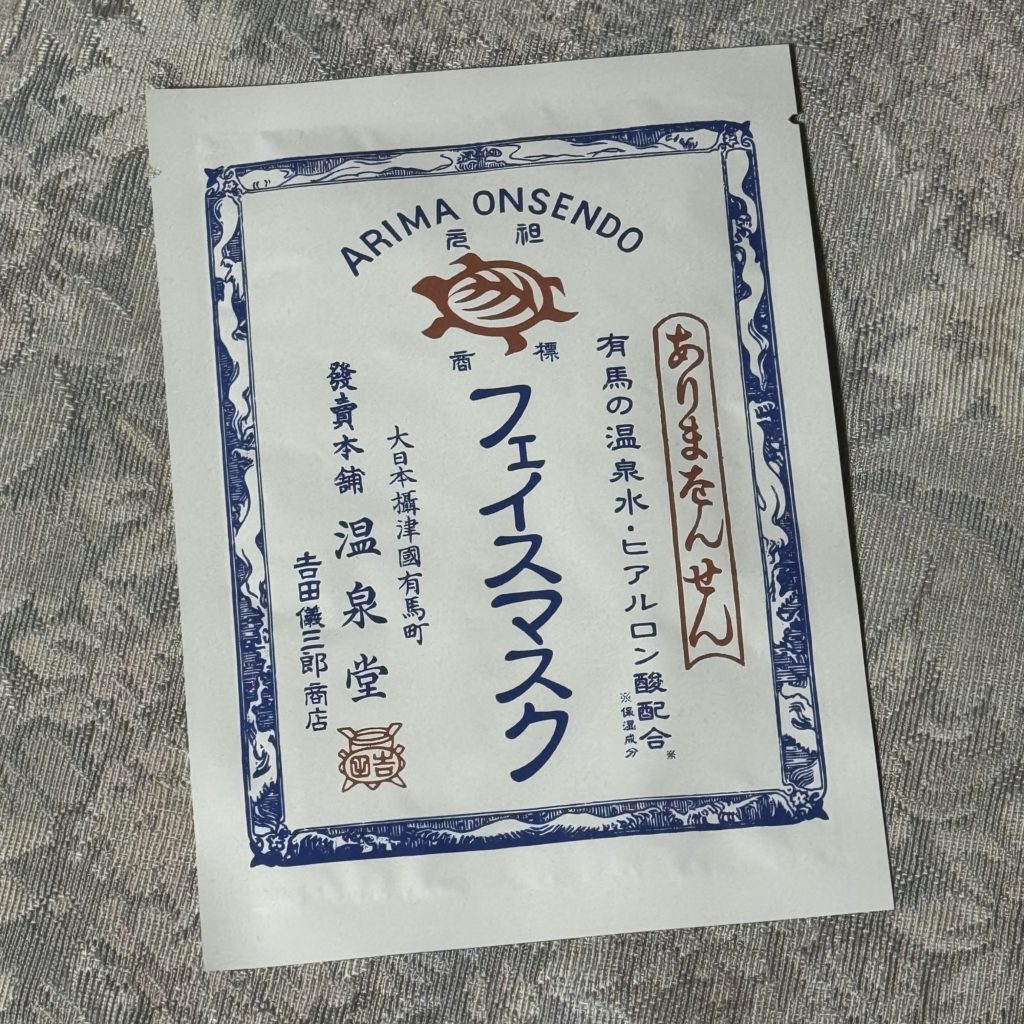 ARIMA ONSENDO
元祖
商標
ありまをんせん
有馬の温泉水・ヒアルロン酸配合※
※保湿成分
フェイスマスク
大日本攝津國有馬町
發賣本舗 温泉堂
吉田儀三郎商店